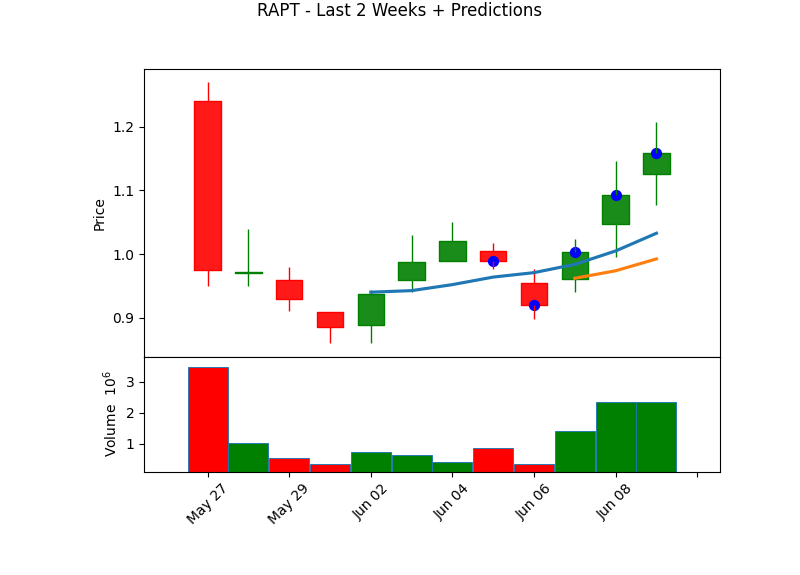 RAPT - Last 2 Weeks + Predictions
Price
1.2
1.1
1.0
0.9
Volume 10^6
3
2
1
May 27
May 29
Jun 02
Jun 04
Jun 06
Jun 08